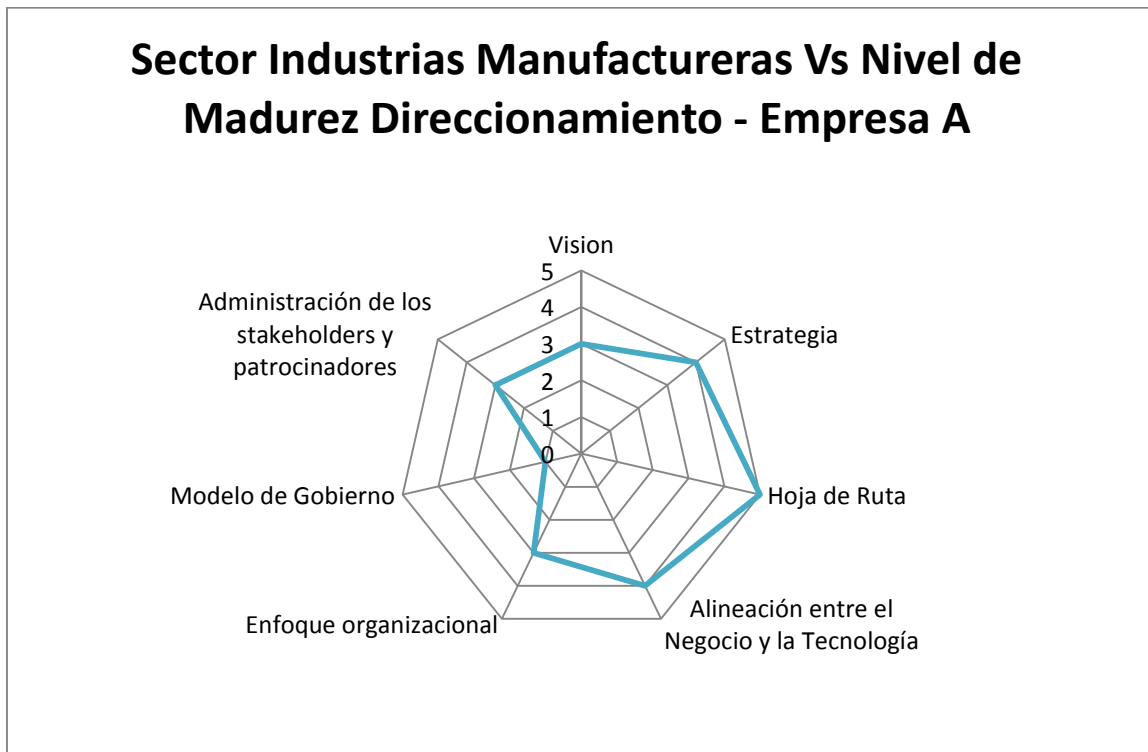 Sector Industrias Manufactureras Vs Nivel de
Madurez Direccionamiento - Empresa A
Vision
Estrategia
Hoja de Ruta
Alineación entre el
Negocio y la Tecnología
Enfoque organizacional
Modelo de Gobierno
Administración de los
stakeholders y
patrocinadores
5
4
3
2
1
0